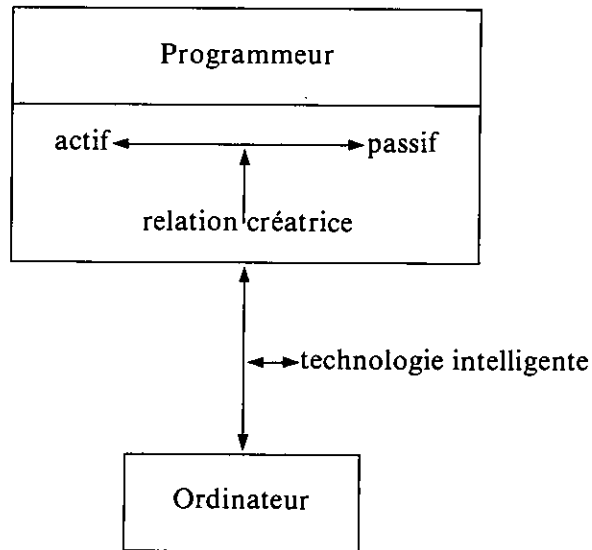 Programmeur
actif passif
relation créatrice
technologie intelligente
Ordinateur